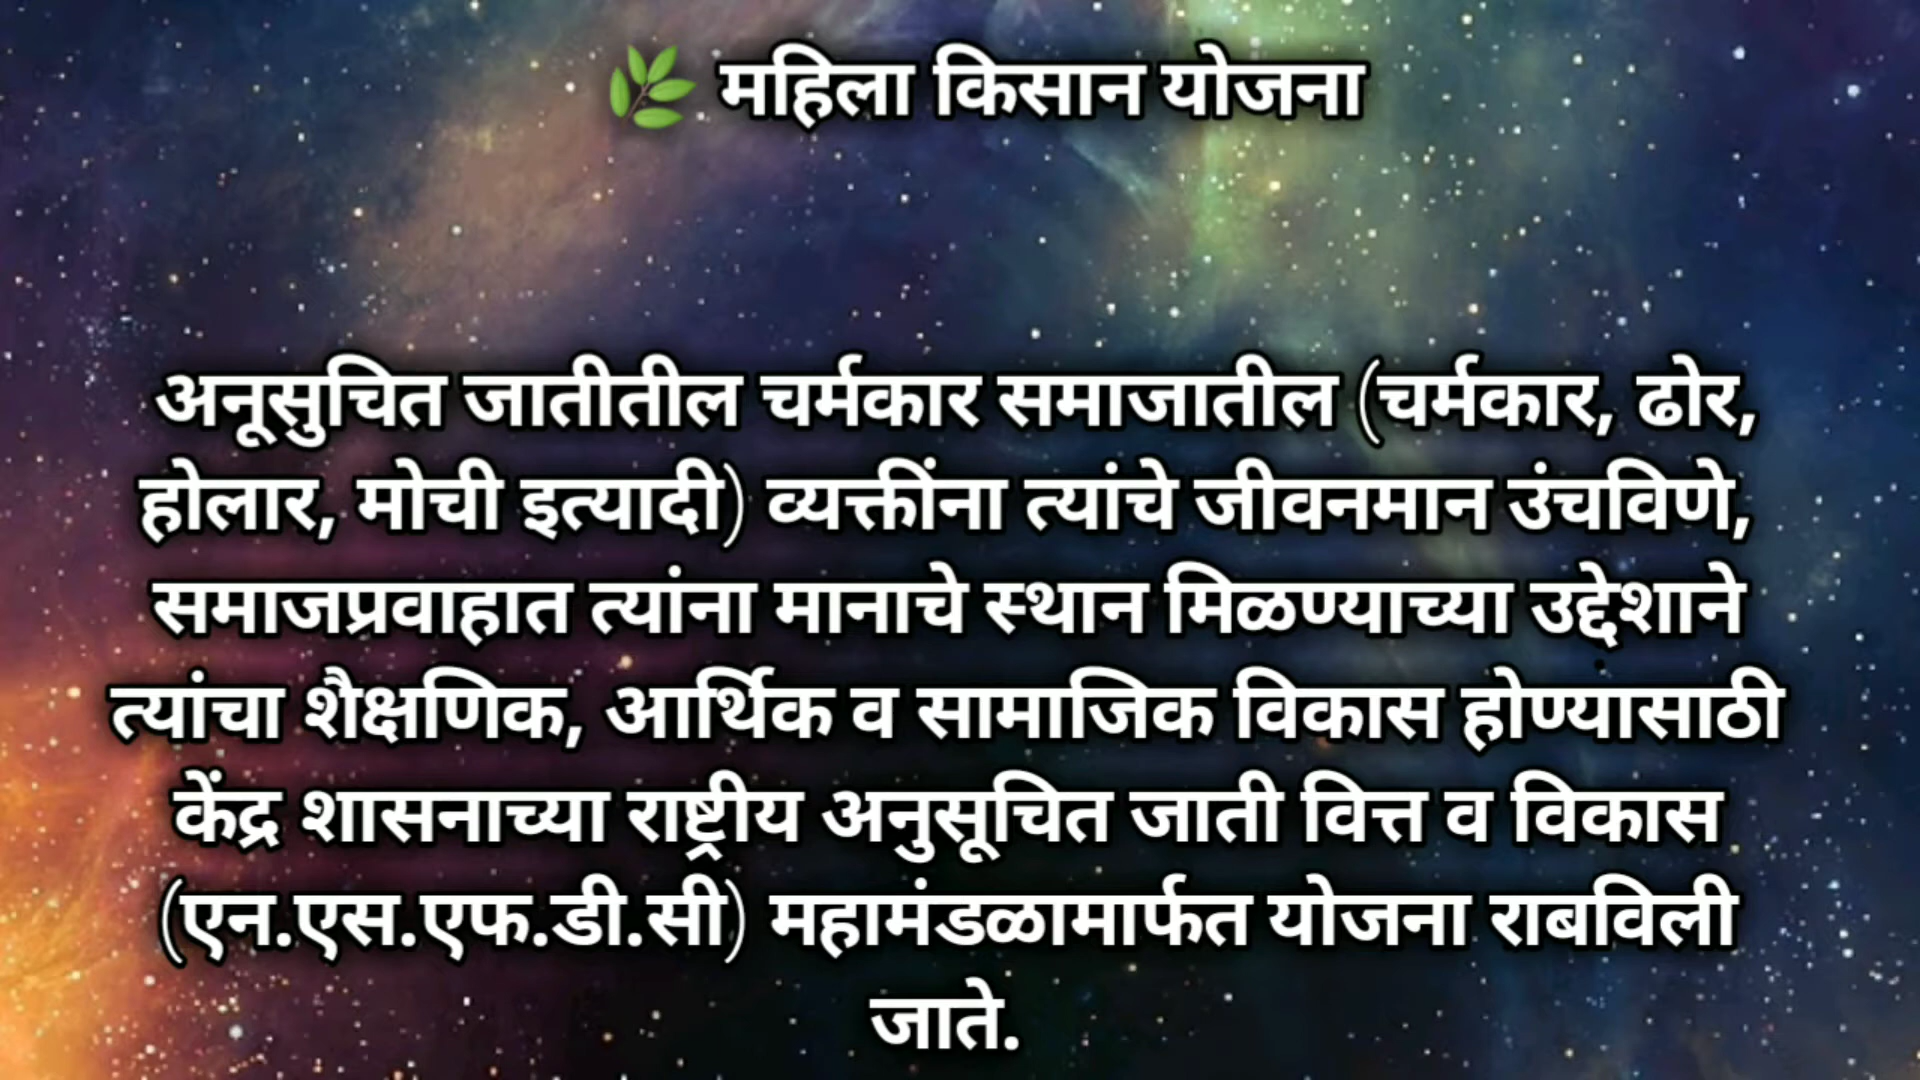 🌿 महिला किसान योजना
अनूसुचित जातीतील चर्मकार समाजातील (चर्मकार, ढोर,
होलार, मोची इत्यादी) व्यक्तींना त्यांचे जीवनमान उंचविणे,
समाजप्रवाहात त्यांना मानाचे स्थान मिळण्याच्या उद्देशाने
त्यांचा शैक्षणिक, आर्थिक व सामाजिक विकास होण्यासाठी
केंद्र शासनाच्या राष्ट्रीय अनुसूचित जाती वित्त व विकास
(एन.एस.एफ.डी.सी) महामंडळामार्फत योजना राबविली
जाते.